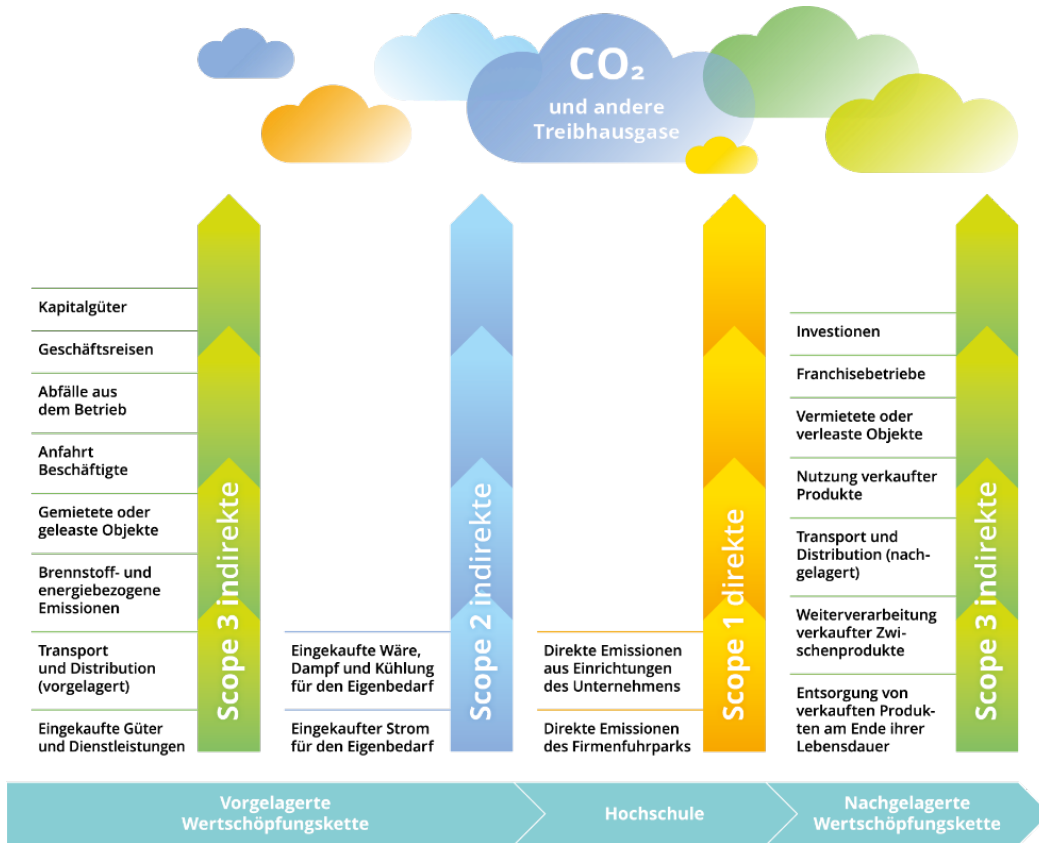 CO₂
und andere
Treibhausgase
Kapitalgüter
Geschäftsreisen
Abfälle aus
dem Betrieb
Anfahrt
Beschäftigte
Gemietete oder
geleaste Objekte
Brennstoff- und
energiebezogene
Emissionen
Transport
und Distribution
(vorgelagert)
Eingekaufte Güter
und Dienstleistungen
Scope 3 indirekte
Eingekaufte Wäre,
Dampf und Kühlung
für den Eigenbedarf
Eingekaufter Strom
für den Eigenbedarf
Scope 2 indirekte
Direkte Emissionen
aus Einrichtungen
des Unternehmens
Direkte Emissionen
des Firmenfuhrparks
Scope 1 direkte
Investionen
Franchisebetriebe
Vermietete oder
verleaste Objekte
Nutzung verkaufter
Produkte
Transport und
Distribution (nach-
gelagert)
Weiterverarbeitung
verkaufter Zwi-
schenprodukte
Entsorgung von
verkauften Produk-
ten am Ende ihrer
Lebensdauer
Scope 3 indirekte
Vorgelagerte
Wertschöpfungskette
Hochschule
Nachgelagerte
Wertschöpfungskette